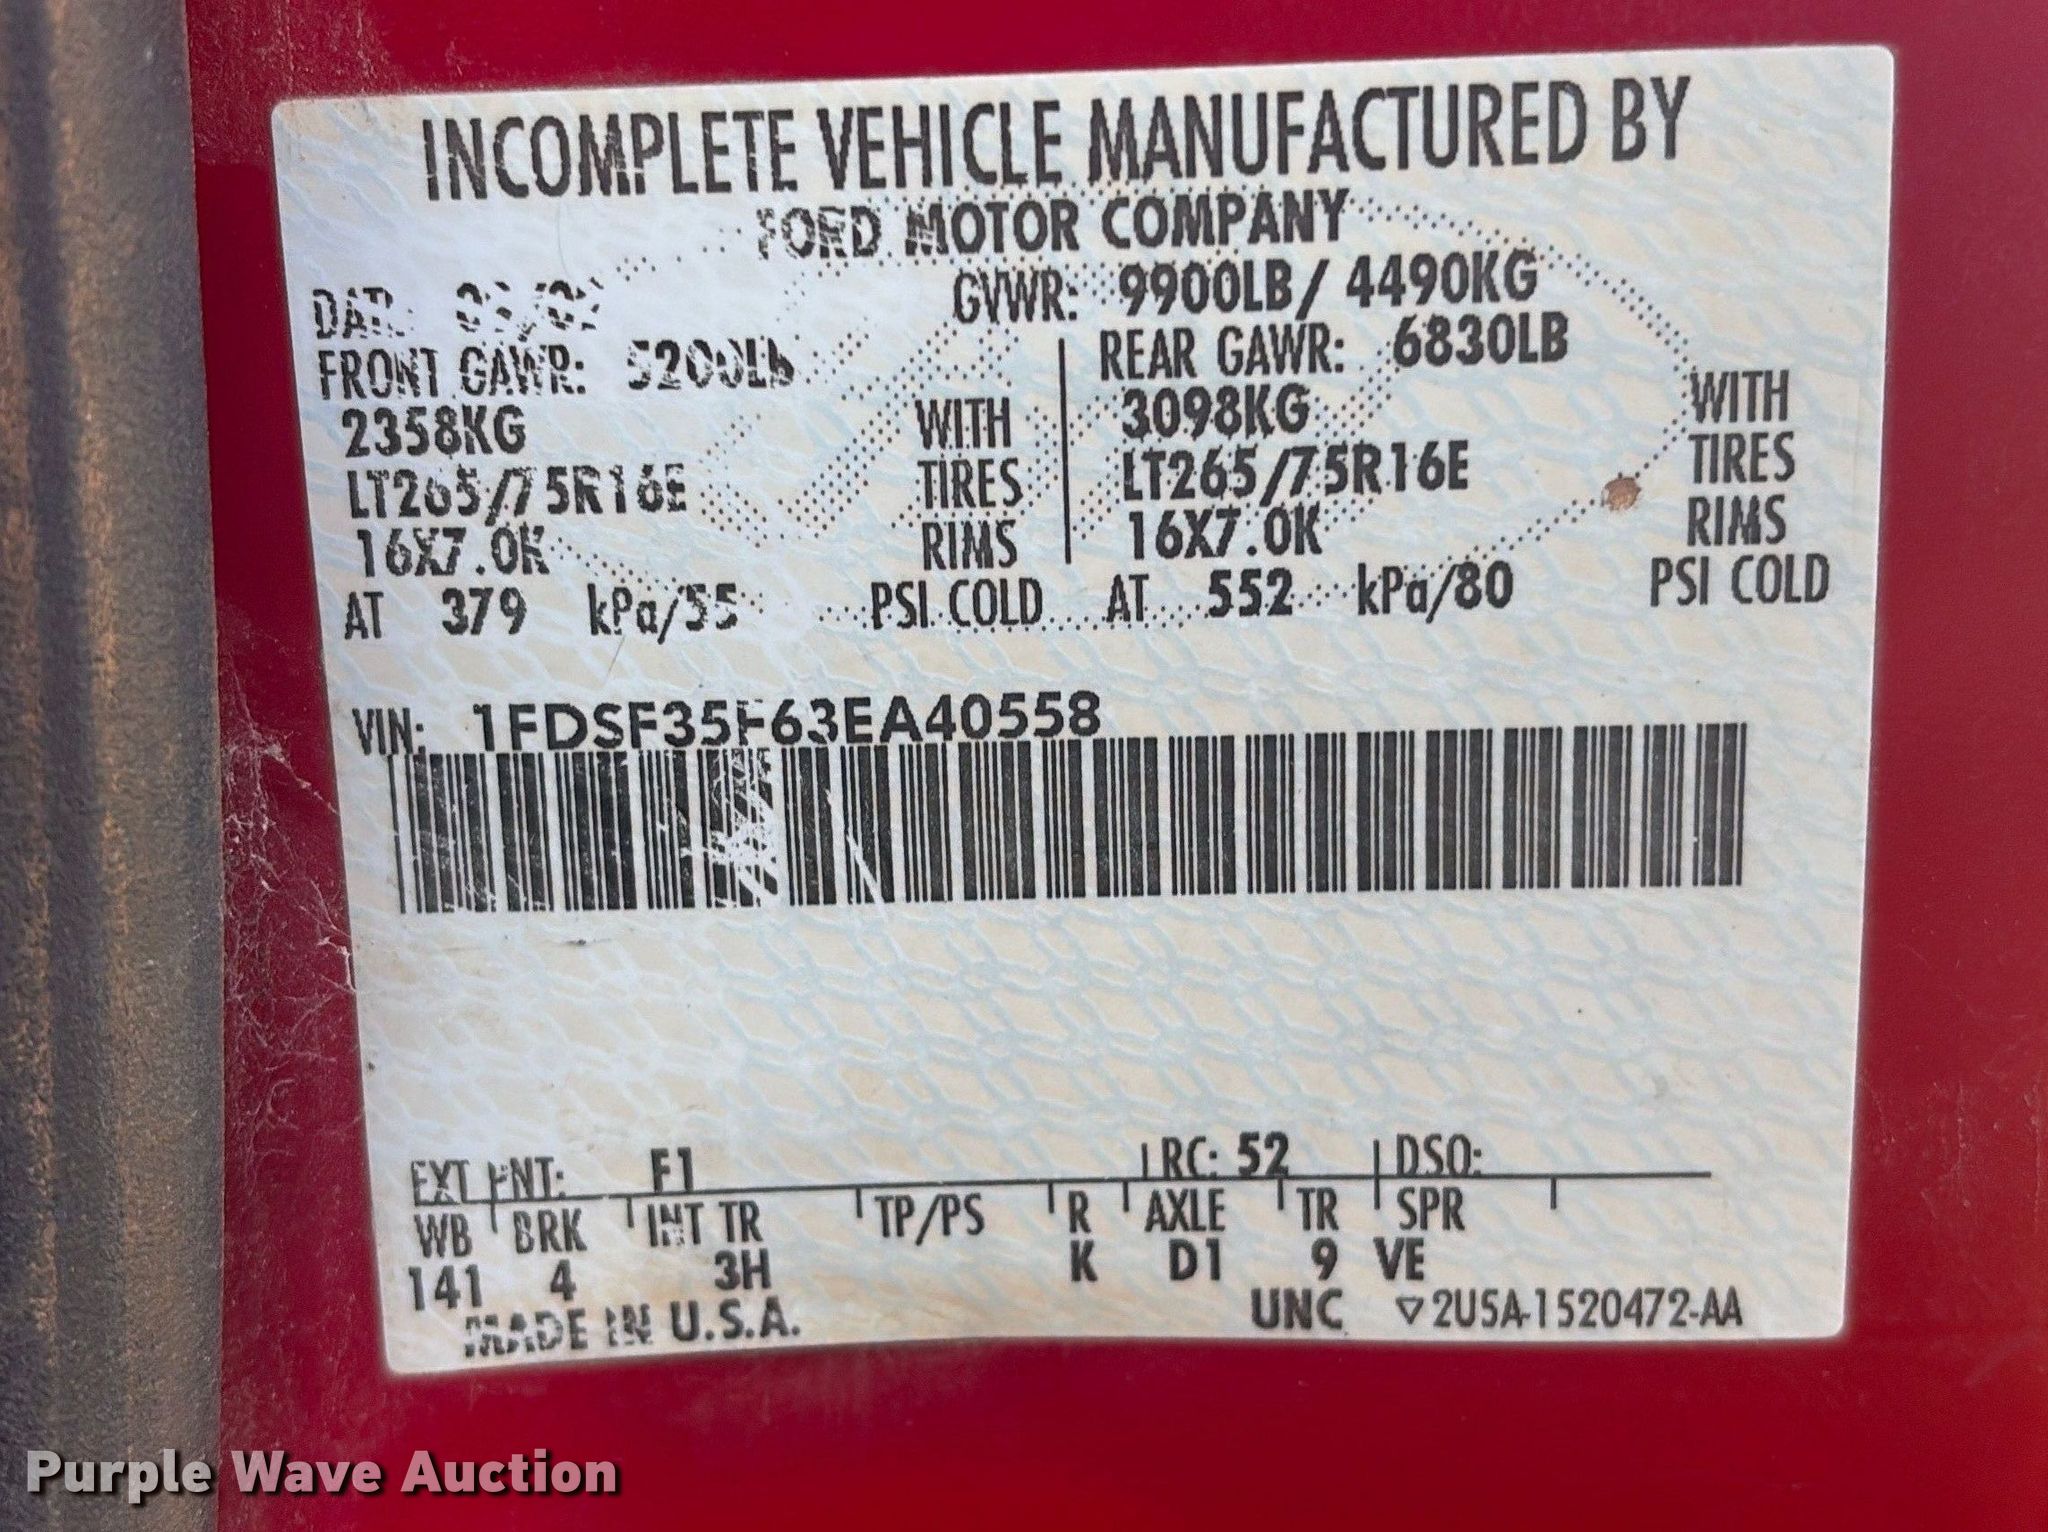 INCOMPLETE VEHICLE MANUFACTURED BY
FORD MOTOR COMPANY
DATE: GVWR: 9900LB/ 4490KG
FRONT GAWR: 5200LB REAR GAWR: 6830LB
2358KG WITH 3098KG WITH
LT265/75R16E TIRES LT265/75R16E TIRES
16X7.0K RIMS 16X7.0K RIMS
AT 379 kPa/55 PSI COLD AT 552 kPa/80 PSI COLD
VIN: 1FDSF35F63EA40558
EXT PNT: F1 RC: 52 DSO:
WB BRK INT TR TP/PS R AXLE TR SPR
141 4 3H K D1 9 VE
MADE IN U.S.A. UNC ▽2U5A-1520472-AA
Purple Wave Auction